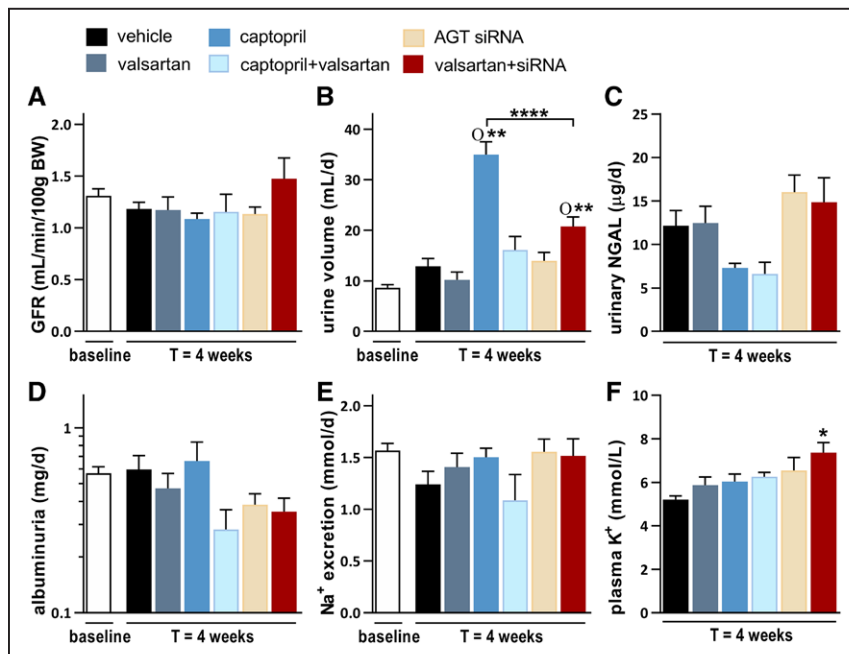 vehicle captopril AGT siRNA
valsartan captopril+valsartan valsartan+siRNA
A
GFR (mL/min/100g BW)
2.0
1.5
1.0
0.5
0.0
baseline
T = 4 weeks
B
urine volume (mL/d)
40
30
20
10
0
O**
****
O**
baseline
T = 4 weeks
C
urinary NGAL (µg/d)
25
20
15
10
5
0
T = 4 weeks
D
albuminuria (mg/d)
1
0.1
baseline
T = 4 weeks
E
Na⁺ excretion (mmol/d)
2.0
1.5
1.0
0.5
0.0
baseline
T = 4 weeks
F
plasma K⁺ (mmol/L)
10
8
6
4
2
0
*
T = 4 weeks